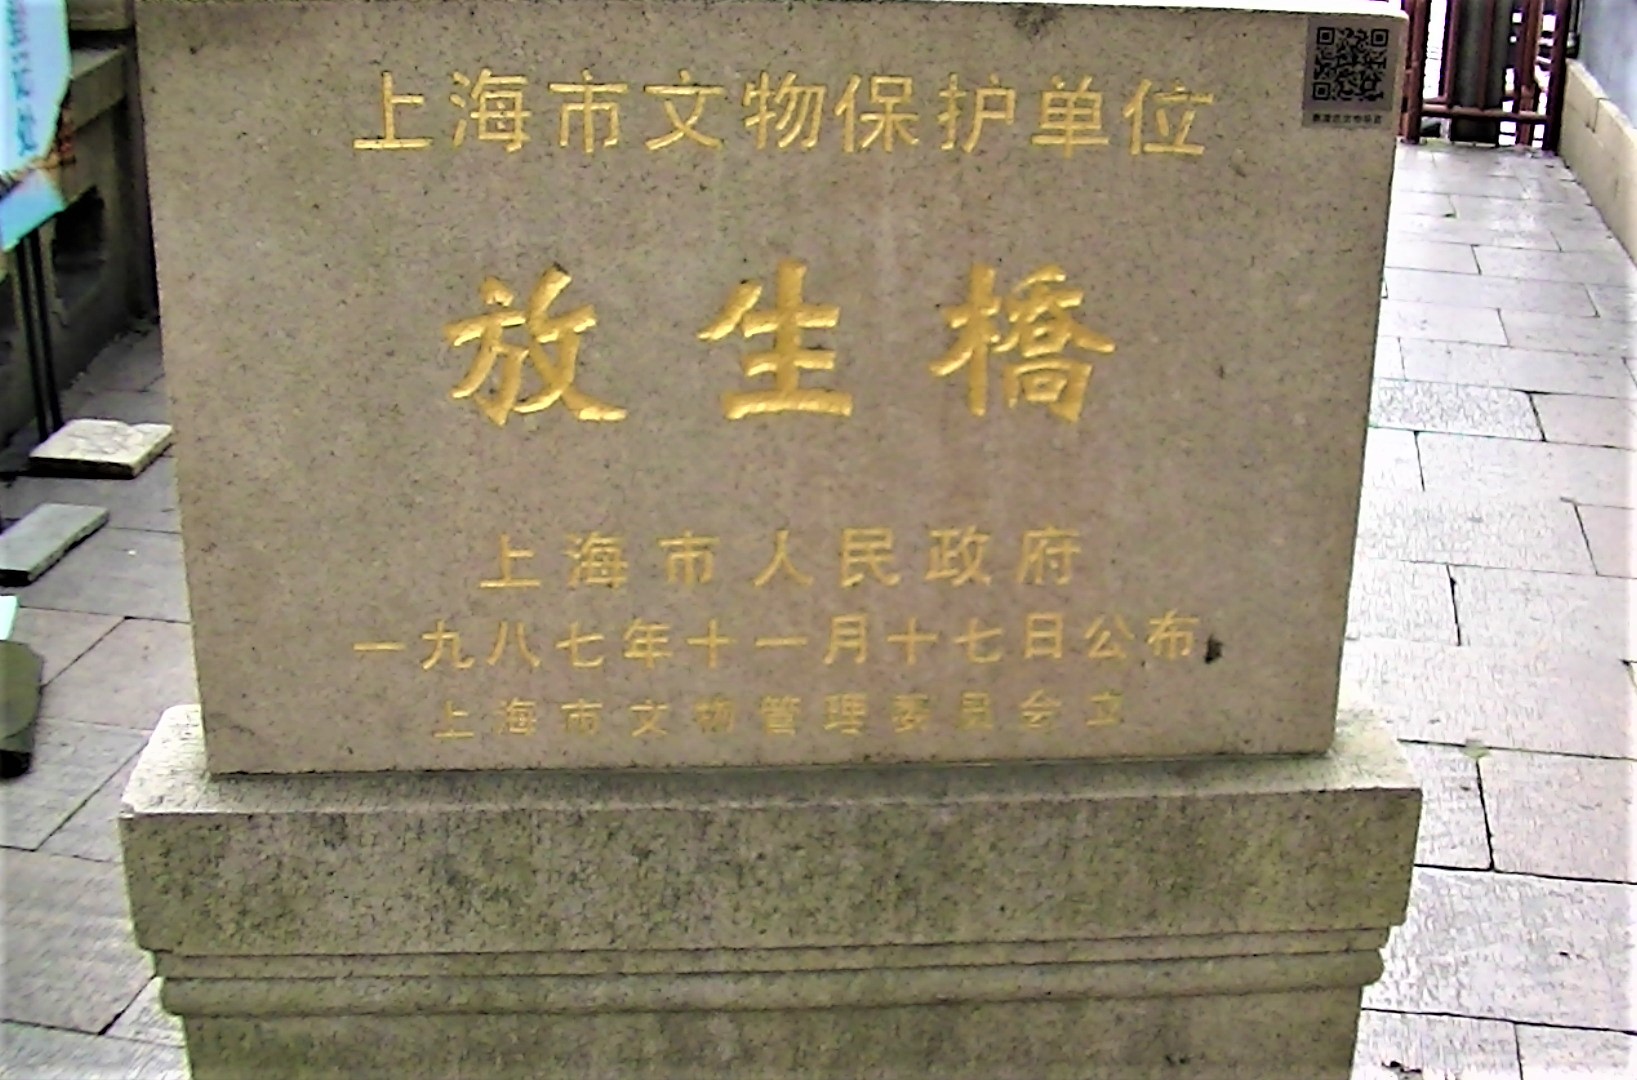 上海市文物保护单位
放生橋
上海市人民政府
一九八七年十一月十七日公布
上海市文物管理委员会立